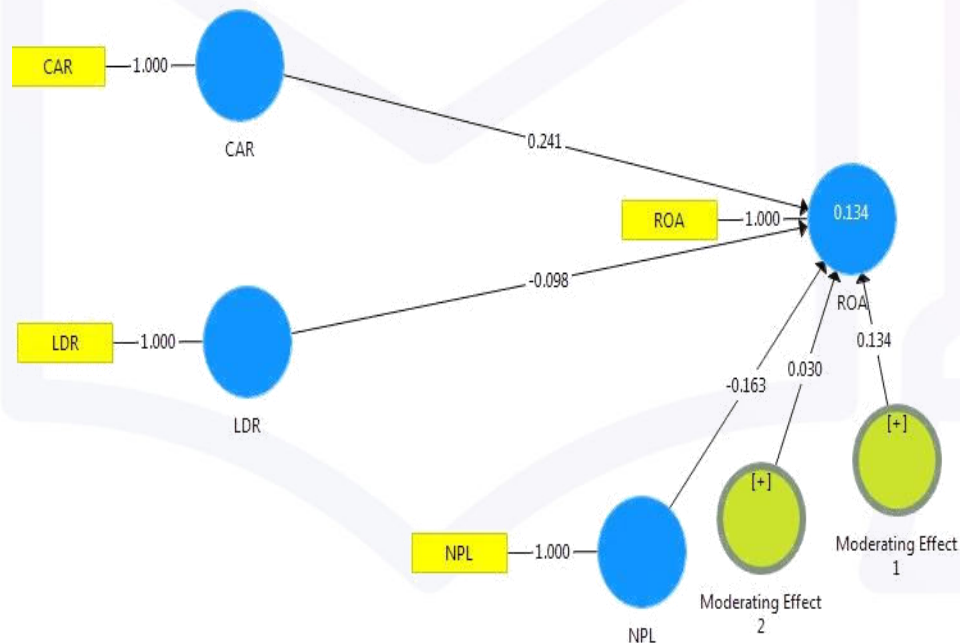 CAR
1.000
CAR
0.241
ROA
1.000
0.134
ROA
LDR
1.000
LDR
-0.098
-0.163
0.030
0.134
NPL
1.000
NPL
[+]
Moderating Effect
2
[+]
Moderating Effect
1